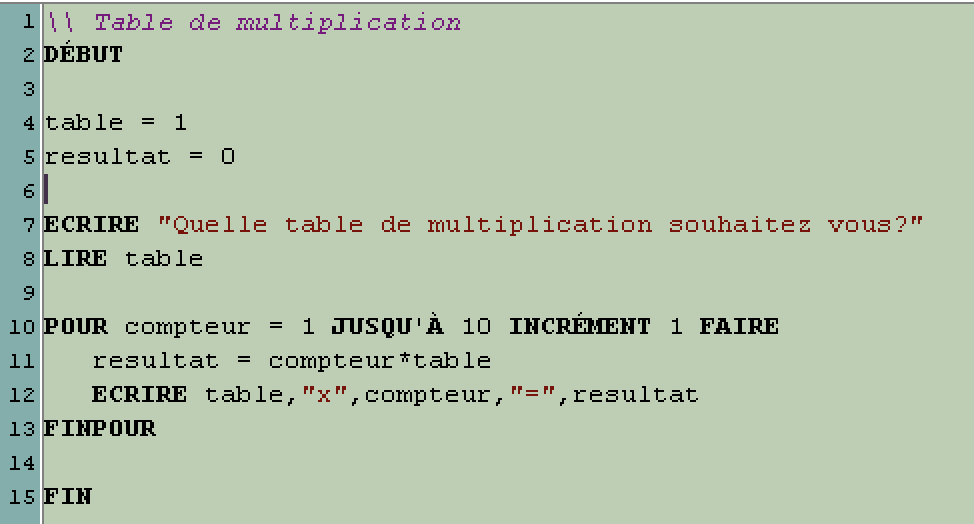 1 \\ Table de multiplication
2 DÉBUT
3
4 table = 1
5 resultat = 0
6
7 ECRIRE "Quelle table de multiplication souhaitez vous?"
8 LIRE table
9
10 POUR compteur = 1 JUSQU'À 10 INCRÉMENT 1 FAIRE
11    resultat = compteur*table
12    ECRIRE table,"x",compteur,"=",resultat
13 FINPOUR
14
15 FIN